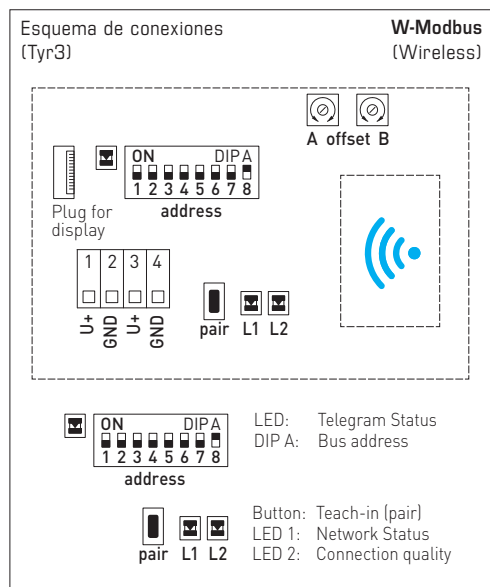 Esquema de conexiones
(Tyr3)
W-Modbus
(Wireless)
A offset B
ON DIP A
1 2 3 4 5 6 7 8
address
Plug for
display
1 2 3 4
U+ GND U+ GND
pair L1 L2
ON DIP A
1 2 3 4 5 6 7 8
address
LED: Telegram Status
DIP A: Bus address
pair L1 L2
Button: Teach-in (pair)
LED 1: Network Status
LED 2: Connection quality